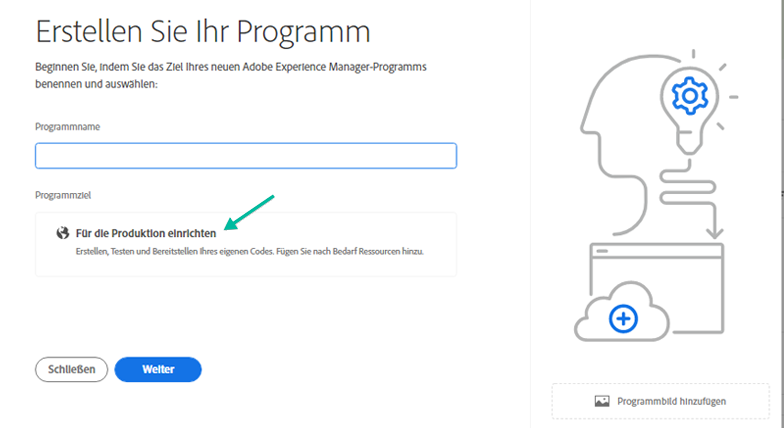 Erstellen Sie Ihr Programm
Beginnen Sie, indem Sie das Ziel Ihres neuen Adobe Experience Manager-Programms
benennen und auswählen:
Programmname
Programmziel
Für die Produktion einrichten
Erstellen, Testen und Bereitstellen Ihres eigenen Codes. Fügen Sie nach Bedarf Ressourcen hinzu.
Schließen
Weiter
Programmbild hinzufügen